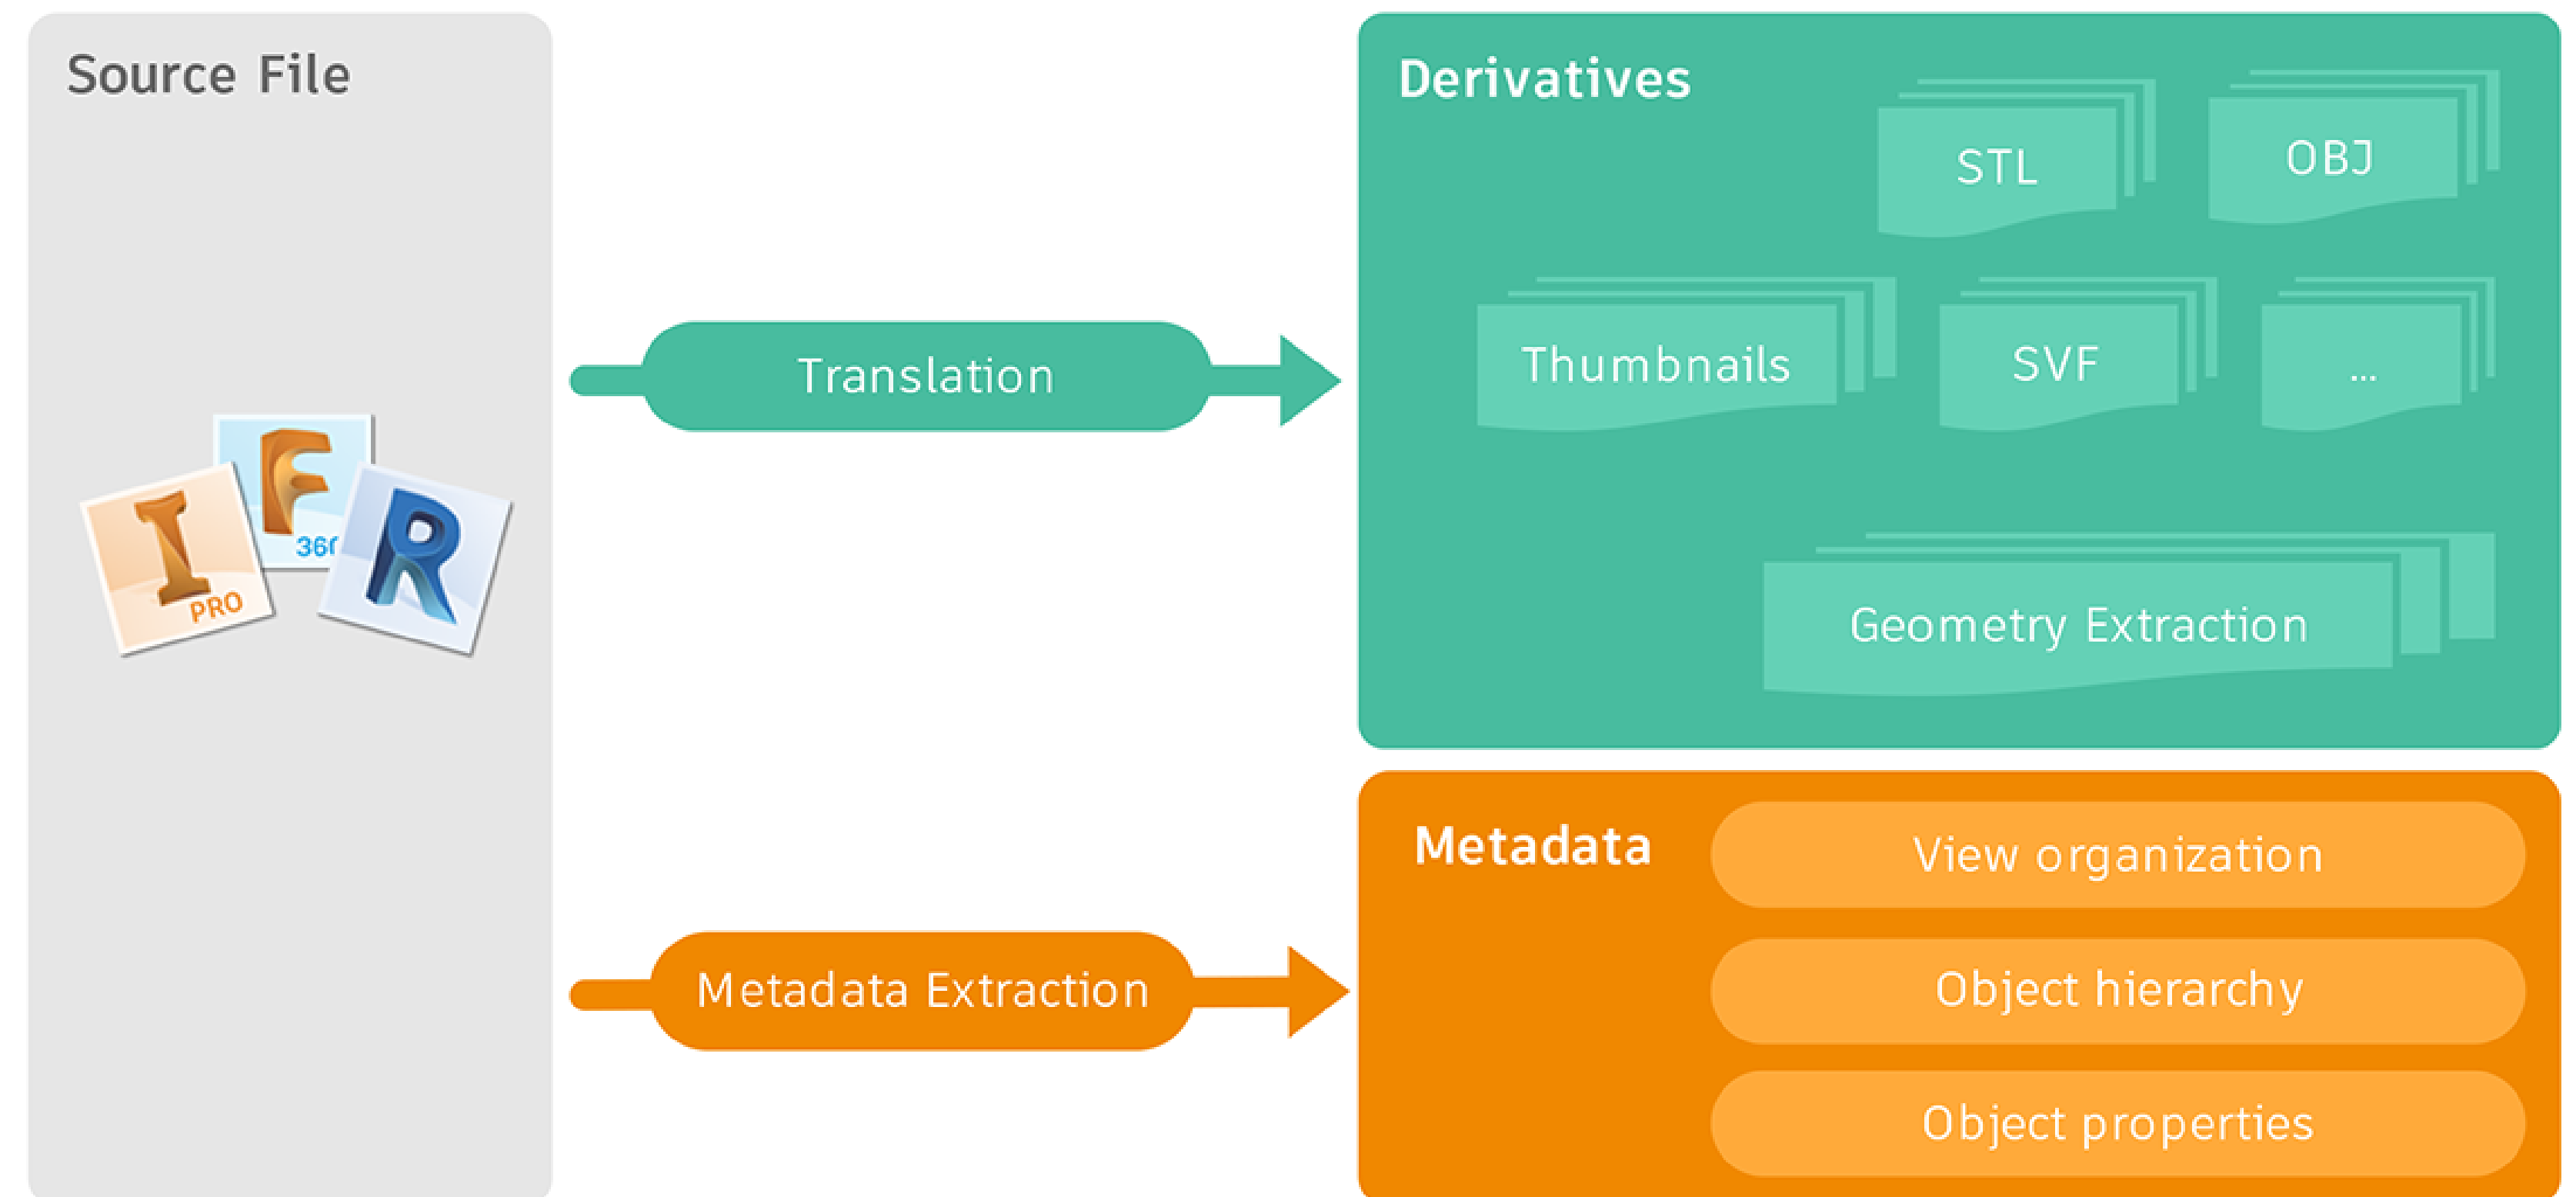 Source File
I
PRO
F
360
R
Translation
Metadata Extraction
Derivatives
STL
OBJ
Thumbnails
SVF
...
Geometry Extraction
Metadata
View organization
Object hierarchy
Object properties